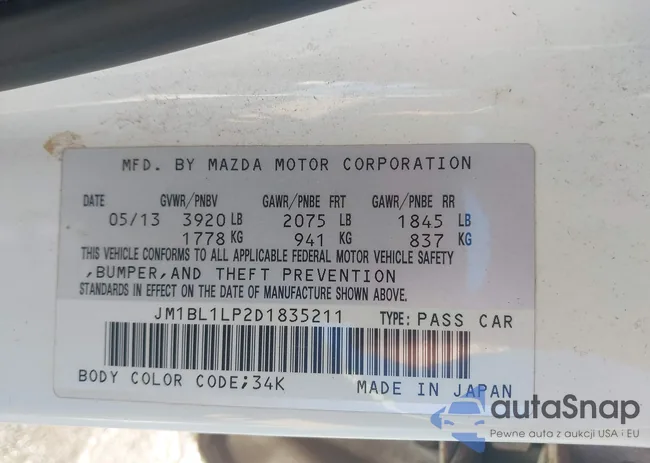 MFD. BY MAZDA MOTOR CORPORATION
DATE GVWR/PNBV GAWR/PNBE FRT GAWR/PNBE RR
05/13 3920 LB 2075 LB 1845 LB
1778 KG 941 KG 837 KG
THIS VEHICLE CONFORMS TO ALL APPLICABLE FEDERAL MOTOR VEHICLE SAFETY
,BUMPER,AND THEFT PREVENTION
STANDARDS IN EFFECT ON THE DATE OF MANUFACTURE SHOWN ABOVE.
JM1BL1LP2D1835211 TYPE: PASS CAR
BODY COLOR CODE;34K MADE IN JAPAN
autoSnap
Pewne auta z aukcji USA i EU